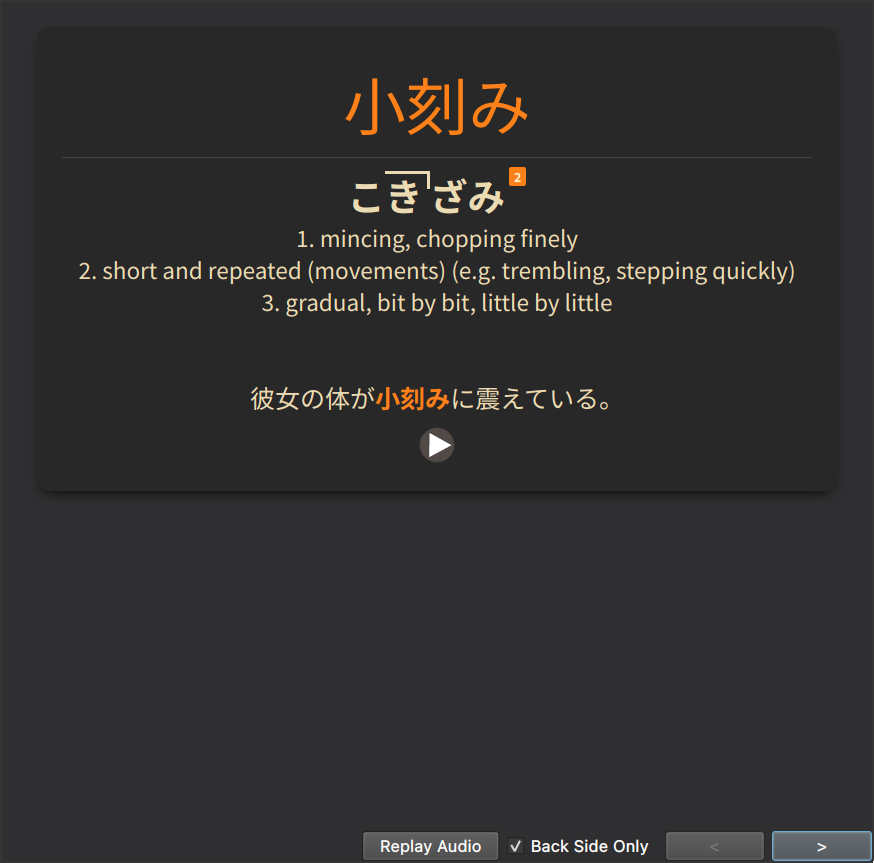 小刻み
こきざみ 2
1. mincing, chopping finely
2. short and repeated (movements) (e.g. trembling, stepping quickly)
3. gradual, bit by bit, little by little
彼女の体が小刻みに震えている。
Replay Audio ✓ Back Side Only < >